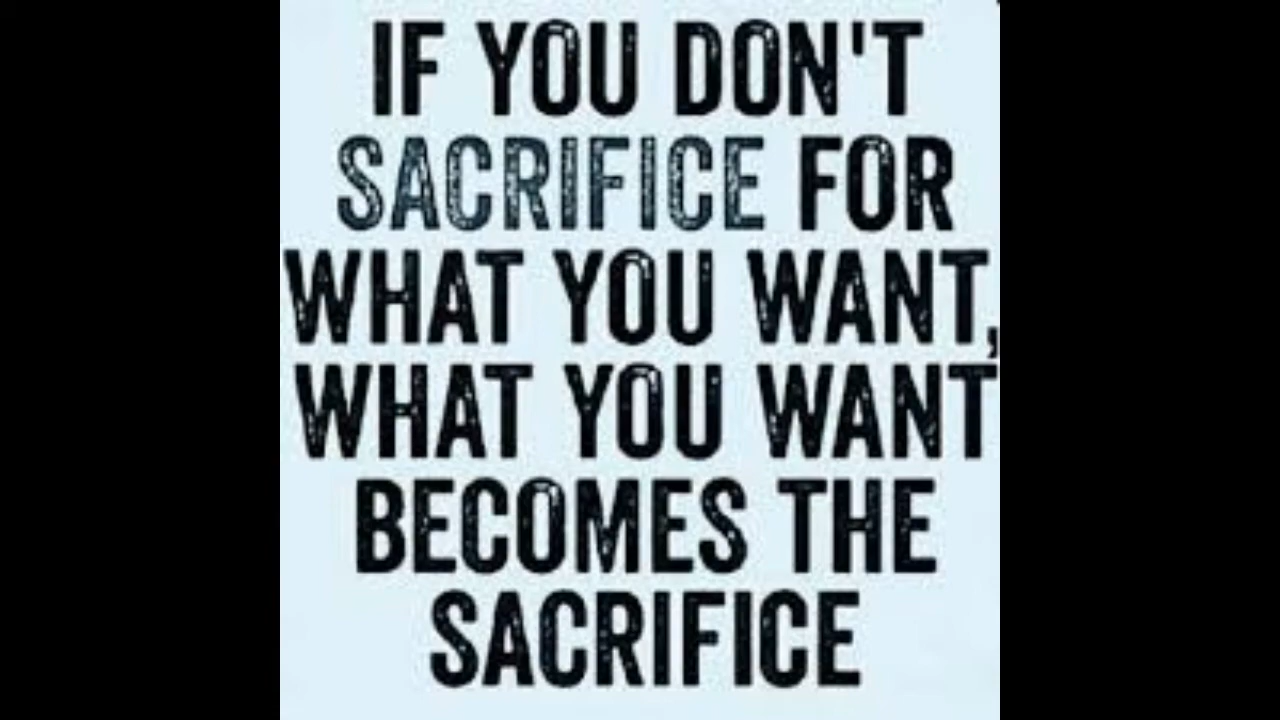 IF YOU DON'T
SACRIFICE FOR
WHAT YOU WANT,
WHAT YOU WANT
BECOMES THE
SACRIFICE